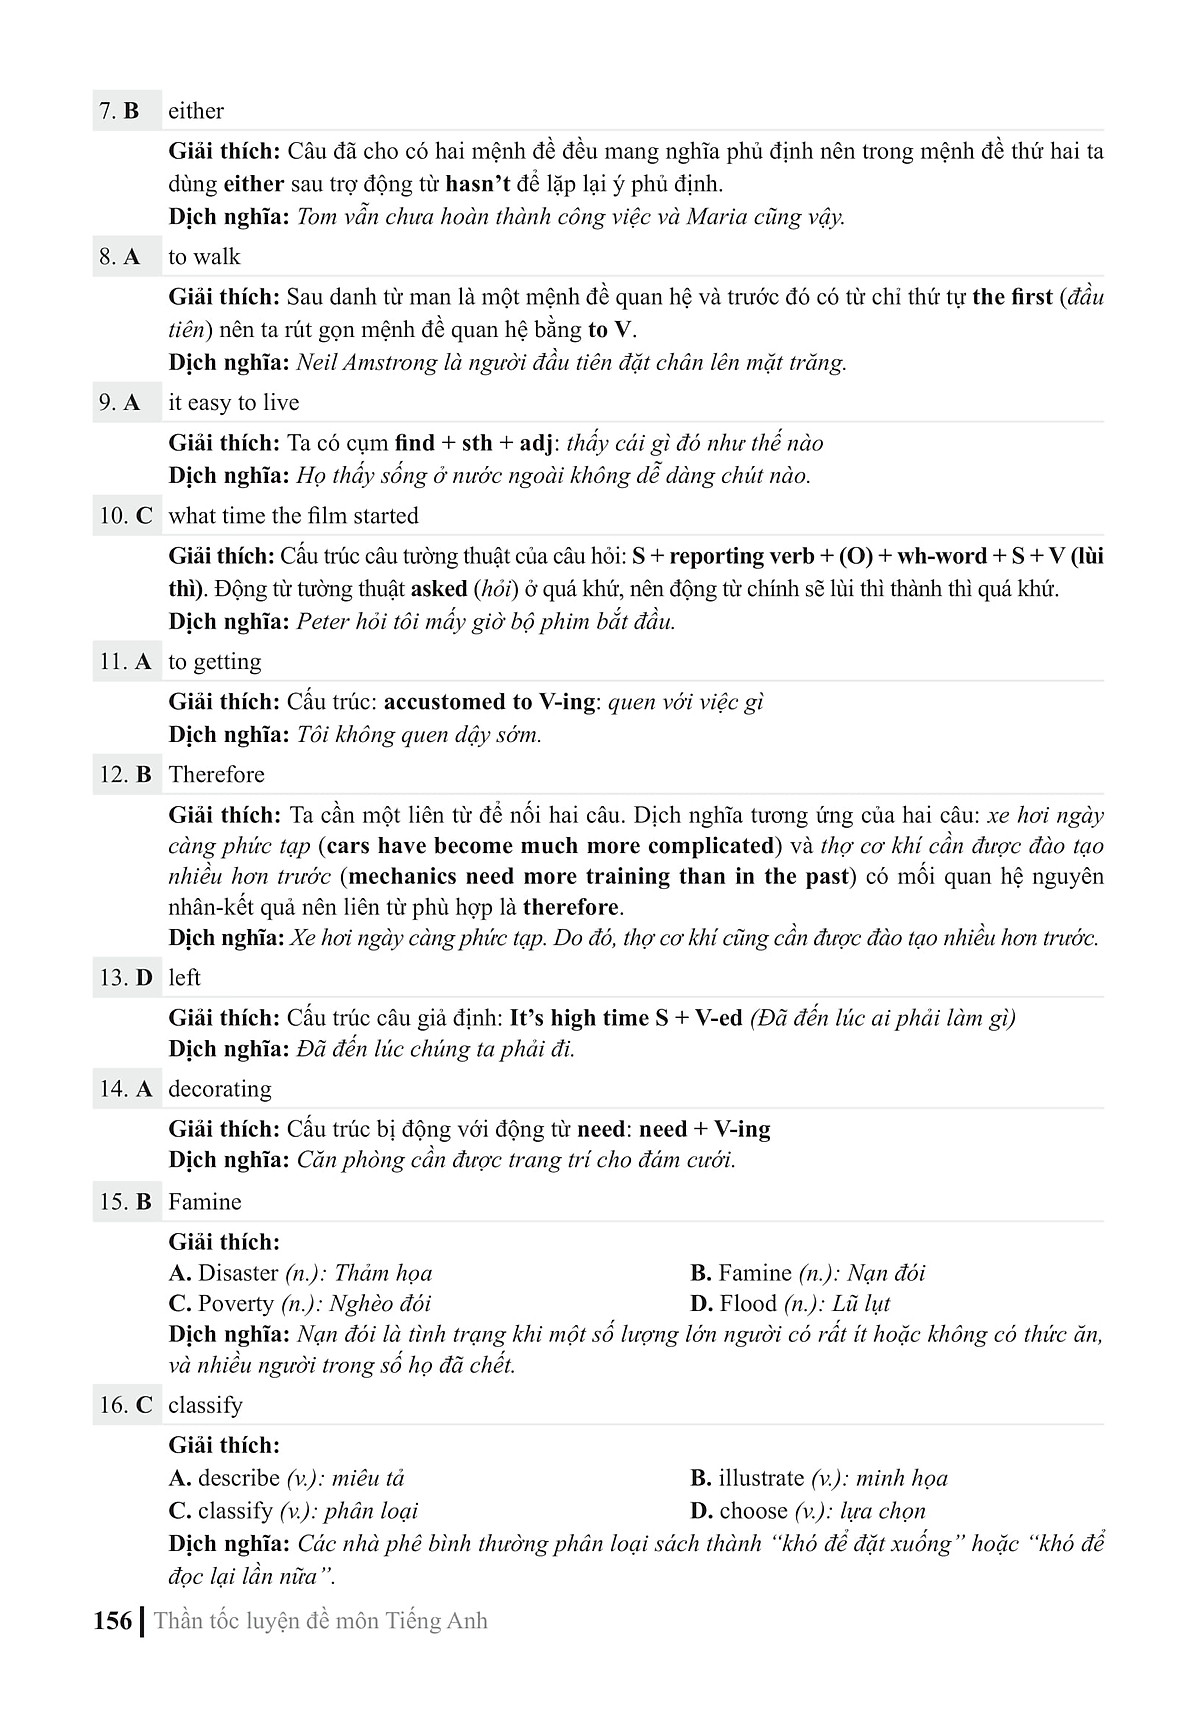 7. B either
Giải thích: Câu đã cho có hai mệnh đề đều mang nghĩa phủ định nên trong mệnh đề thứ hai ta
dùng either sau trợ động từ hasn’t để lặp lại ý phủ định.
Dịch nghĩa: Tom vẫn chưa hoàn thành công việc và Maria cũng vậy.
8. A to walk
Giải thích: Sau danh từ man là một mệnh đề quan hệ và trước đó có từ chỉ thứ tự the first (đầu
tiên) nên ta rút gọn mệnh đề quan hệ bằng to V.
Dịch nghĩa: Neil Amstrong là người đầu tiên đặt chân lên mặt trăng.
9. A it easy to live
Giải thích: Ta có cụm find + sth + adj: thấy cái gì đó như thế nào
Dịch nghĩa: Họ thấy sống ở nước ngoài không dễ dàng chút nào.
10. C what time the film started
Giải thích: Cấu trúc câu tường thuật của câu hỏi: S + reporting verb + (O) + wh-word + S + V (lùi
thì). Động từ tường thuật asked (hỏi) ở quá khứ, nên động từ chính sẽ lùi thì thành thì quá khứ.
Dịch nghĩa: Peter hỏi tôi mấy giờ bộ phim bắt đầu.
11. A to getting
Giải thích: Cấu trúc: accustomed to V-ing: quen với việc gì
Dịch nghĩa: Tôi không quen dậy sớm.
12. B Therefore
Giải thích: Ta cần một liên từ để nối hai câu. Dịch nghĩa tương ứng của hai câu: xe hơi ngày
càng phức tạp (cars have become much more complicated) và thợ cơ khí cần được đào tạo
nhiều hơn trước (mechanics need more training than in the past) có mối quan hệ nguyên
nhân-kết quả nên liên từ phù hợp là therefore.
Dịch nghĩa: Xe hơi ngày càng phức tạp. Do đó, thợ cơ khí cũng cần được đào tạo nhiều hơn trước.
13. D left
Giải thích: Cấu trúc câu giả định: It’s high time S + V-ed (Đã đến lúc ai phải làm gì)
Dịch nghĩa: Đã đến lúc chúng ta phải đi.
14. A decorating
Giải thích: Cấu trúc bị động với động từ need: need + V-ing
Dịch nghĩa: Căn phòng cần được trang trí cho đám cưới.
15. B Famine
Giải thích:
A. Disaster (n.): Thảm họa B. Famine (n.): Nạn đói
C. Poverty (n.): Nghèo đói D. Flood (n.): Lũ lụt
Dịch nghĩa: Nạn đói là tình trạng khi một số lượng lớn người có rất ít hoặc không có thức ăn,
và nhiều người trong số họ đã chết.
16. C classify
Giải thích:
A. describe (v.): miêu tả B. illustrate (v.): minh họa
C. classify (v.): phân loại D. choose (v.): lựa chọn
Dịch nghĩa: Các nhà phê bình thường phân loại sách thành “khó để đặt xuống” hoặc “khó để
đọc lại lần nữa”.
156 Thần tốc luyện đề môn Tiếng Anh